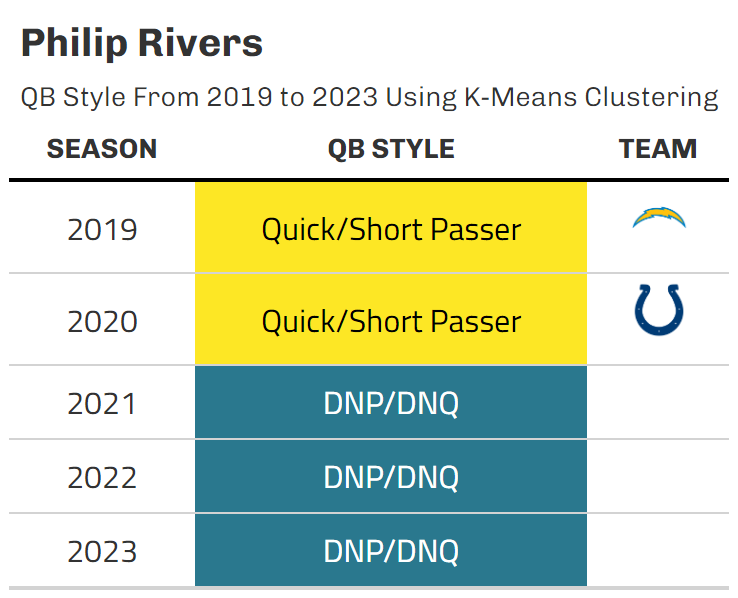 Philip Rivers
QB Style From 2019 to 2023 Using K-Means Clustering
SEASON QB STYLE TEAM
2019 Quick/Short Passer
2020 Quick/Short Passer
2021 DNP/DNQ
2022 DNP/DNQ
2023 DNP/DNQ